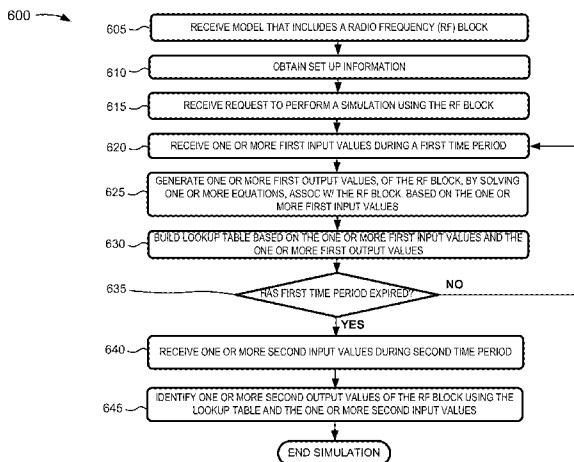 600
605
RECEIVE MODEL THAT INCLUDES A RADIO FREQUENCY (RF) BLOCK
610
OBTAIN SET UP INFORMATION
615
RECEIVE REQUEST TO PERFORM A SIMULATION USING THE RF BLOCK
620
RECEIVE ONE OR MORE FIRST INPUT VALUES DURING A FIRST TIME PERIOD
625
GENERATE ONE OR MORE FIRST OUTPUT VALUES, OF THE RF BLOCK, BY SOLVING
ONE OR MORE EQUATIONS, ASSOC W/ THE RF BLOCK, BASED ON THE ONE OR
MORE FIRST INPUT VALUES
630
BUILD LOOKUP TABLE BASED ON THE ONE OR MORE FIRST INPUT VALUES AND THE
ONE OR MORE FIRST OUTPUT VALUES
635
HAS FIRST TIME PERIOD EXPIRED?
NO
YES
640
RECEIVE ONE OR MORE SECOND INPUT VALUES DURING SECOND TIME PERIOD
645
IDENTIFY ONE OR MORE SECOND OUTPUT VALUES OF THE RF BLOCK USING THE
LOOKUP TABLE AND THE ONE OR MORE SECOND INPUT VALUES
END SIMULATION